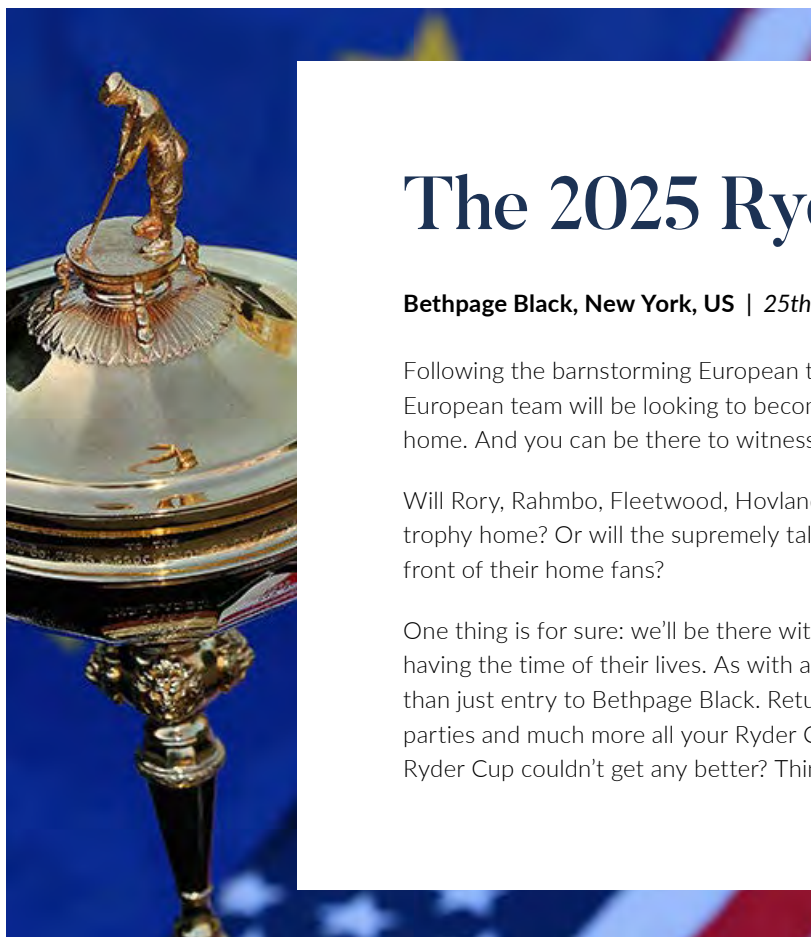 The 2025 Ryd
Bethpage Black, New York, US | 25th
Following the barnstorming European t
European team will be looking to becom
home. And you can be there to witness
Will Rory, Rahmbo, Fleetwood, Hovland
trophy home? Or will the supremely tal
front of their home fans?
One thing is for sure: we’ll be there wit
having the time of their lives. As with a
than just entry to Bethpage Black. Retu
parties and much more all your Ryder C
Ryder Cup couldn’t get any better? Thin